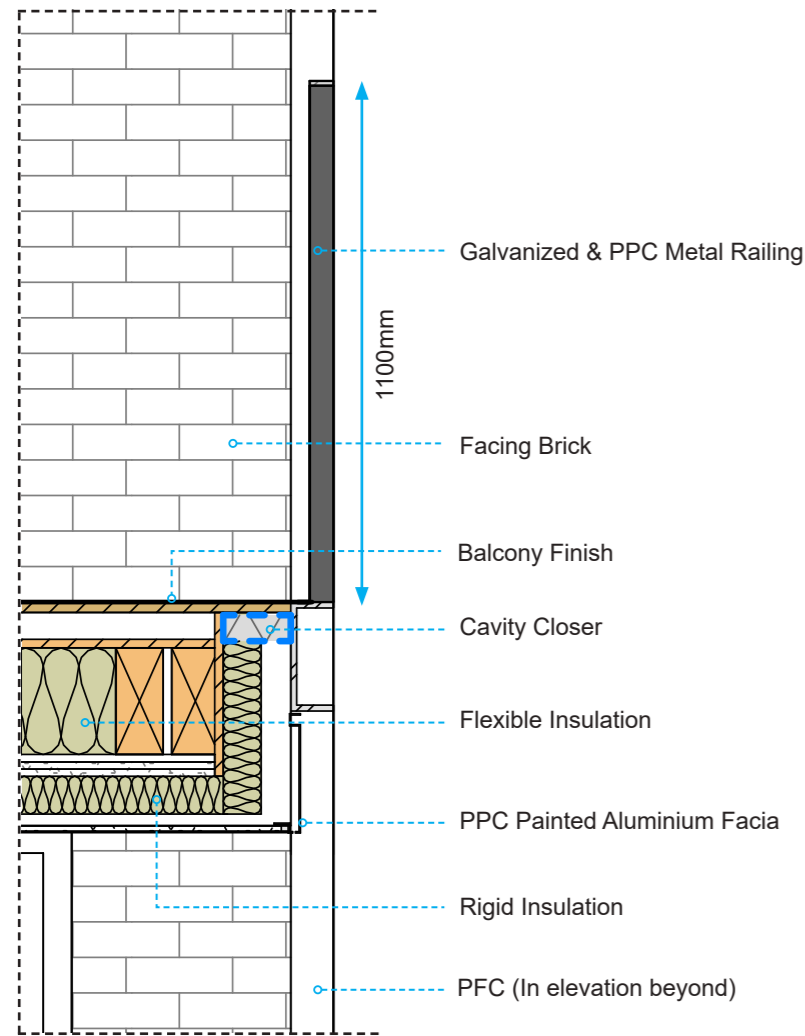 Galvanized & PPC Metal Railing
1100mm
Facing Brick
Balcony Finish
Cavity Closer
Flexible Insulation
PPC Painted Aluminium Facia
Rigid Insulation
PFC (In elevation beyond)